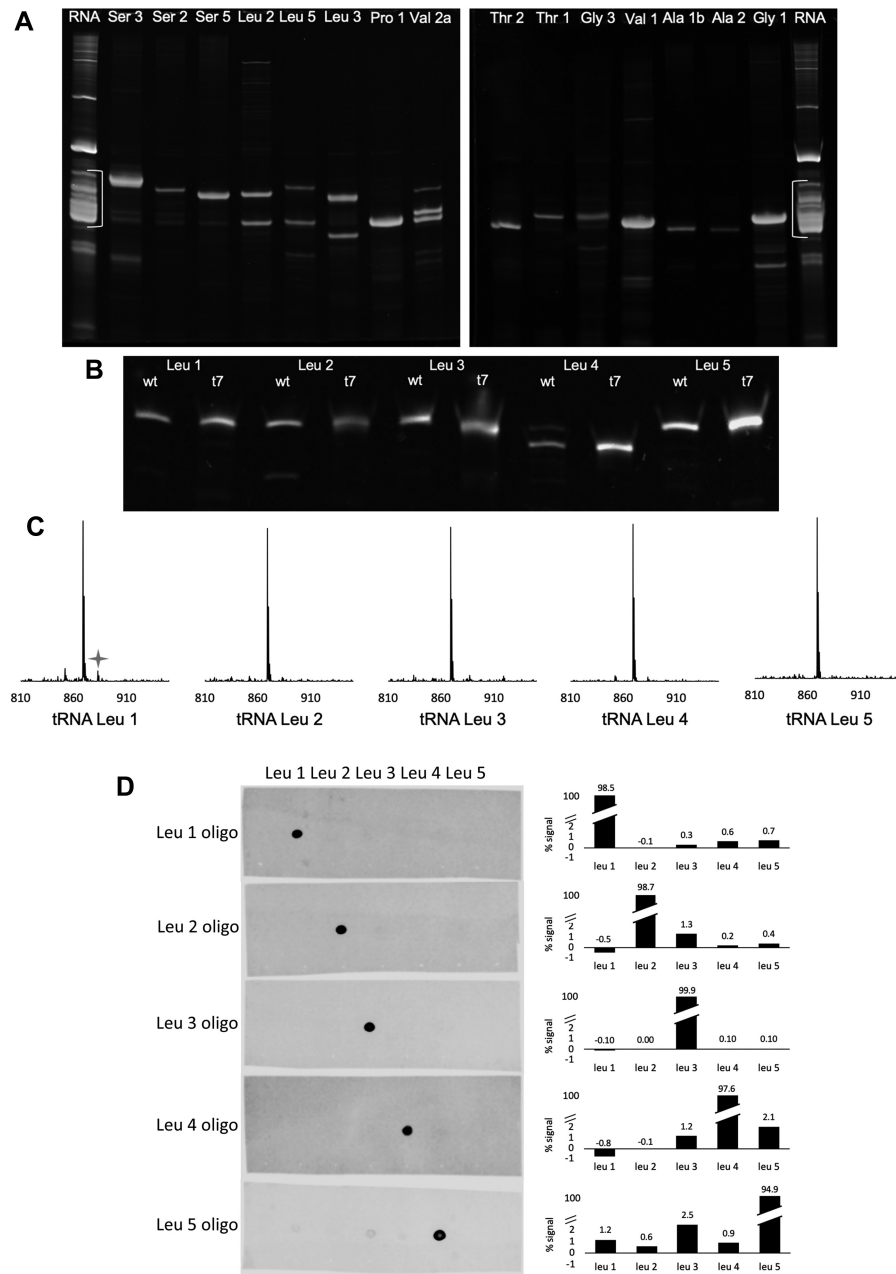 A
RNA Ser 3 Ser 2 Ser 5 Leu 2 Leu 5 Leu 3 Pro 1 Val 2a
Thr 2 Thr 1 Gly 3 Val 1 Ala 1b Ala 2 Gly 1 RNA
B
Leu 1 Leu 2 Leu 3 Leu 4 Leu 5
wt t7 wt t7 wt t7 wt t7 wt t7
C
810 860 910
tRNA Leu 1
810 860 910
tRNA Leu 2
810 860 910
tRNA Leu 3
810 860 910
tRNA Leu 4
810 860 910
tRNA Leu 5
D
Leu 1 Leu 2 Leu 3 Leu 4 Leu 5
Leu 1 oligo
Leu 2 oligo
Leu 3 oligo
Leu 4 oligo
Leu 5 oligo
% signal
100
2
1
0
-1
98.5 -0.1 0.3 0.6 0.7
leu 1 leu 2 leu 3 leu 4 leu 5
% signal
100
2
1
0
-1
-0.5 98.7 1.3 0.2 0.4
leu 1 leu 2 leu 3 leu 4 leu 5
% signal
100
2
1
0
-1
-0.10 0.00 99.9 0.10 0.10
leu 1 leu 2 leu 3 leu 4 leu 5
% signal
100
2
1
0
-1
-0.8 -0.1 1.2 97.6 2.1
leu 1 leu 2 leu 3 leu 4 leu 5
% signal
100
2
1
0
-1
1.2 0.6 2.5 0.9 94.9
leu 1 leu 2 leu 3 leu 4 leu 5